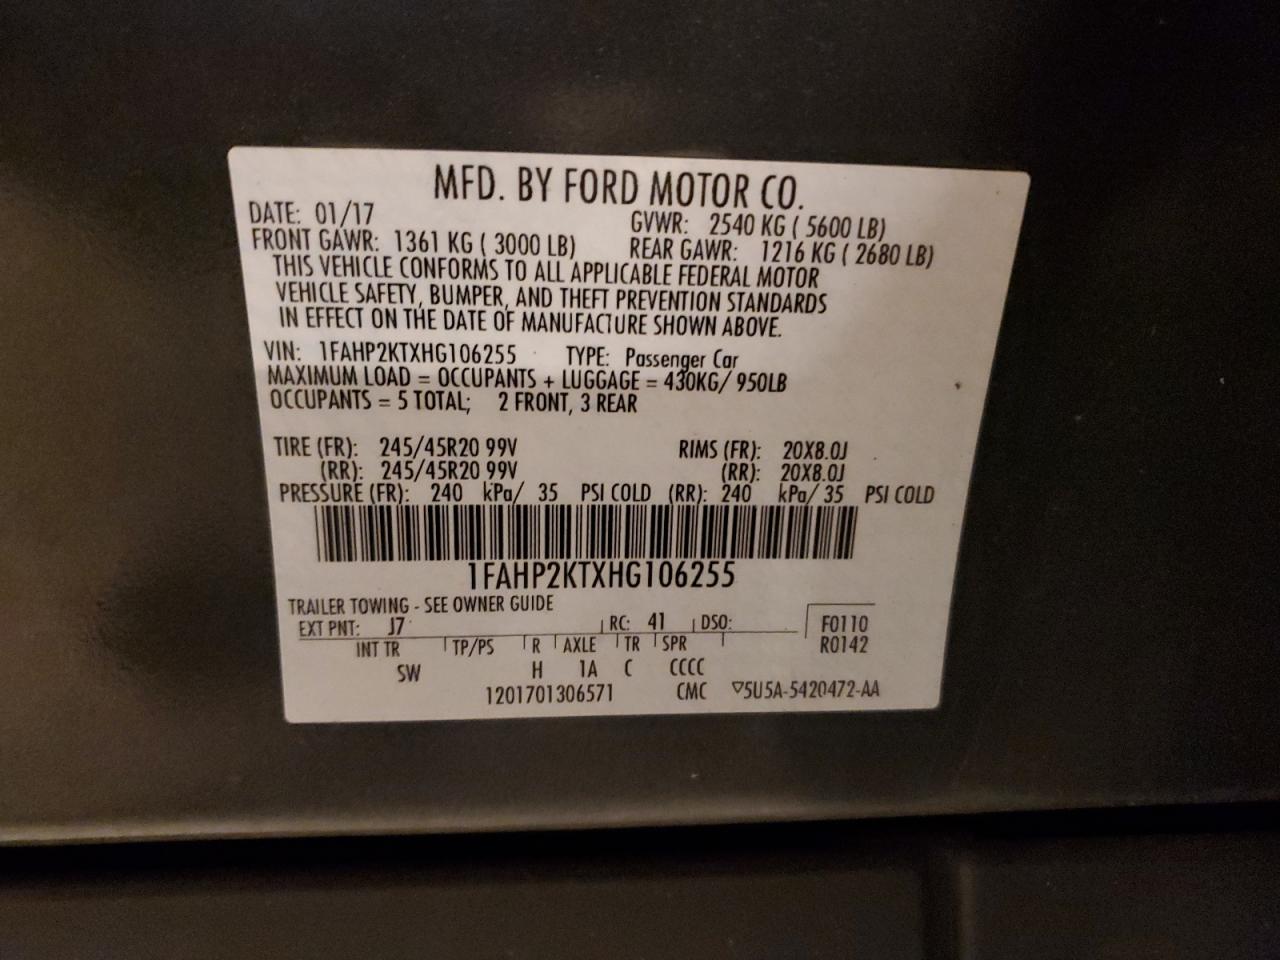 MFD. BY FORD MOTOR CO.
DATE: 01/17 GVWR: 2540 KG ( 5600 LB)
FRONT GAWR: 1361 KG ( 3000 LB) REAR GAWR: 1216 KG ( 2680 LB)
THIS VEHICLE CONFORMS TO ALL APPLICABLE FEDERAL MOTOR
VEHICLE SAFETY, BUMPER, AND THEFT PREVENTION STANDARDS
IN EFFECT ON THE DATE OF MANUFACTURE SHOWN ABOVE.
VIN: 1FAHP2KTXHG106255 TYPE: Passenger Car
MAXIMUM LOAD = OCCUPANTS + LUGGAGE = 430KG/ 950LB
OCCUPANTS = 5 TOTAL; 2 FRONT, 3 REAR
TIRE (FR): 245/45R20 99V RIMS (FR): 20X8.0J
(RR): 245/45R20 99V (RR): 20X8.0J
PRESSURE (FR): 240 kPa/ 35 PSI COLD (RR): 240 kPa/ 35 PSI COLD
1FAHP2KTXHG106255
TRAILER TOWING - SEE OWNER GUIDE
EXT PNT: J7 RC: 41 DSO: F0110
INT TR TP/PS R AXLE TR SPR R0142
SW H 1A C CCCC
1201701306571 CMC ▽5U5A-5420472-AA